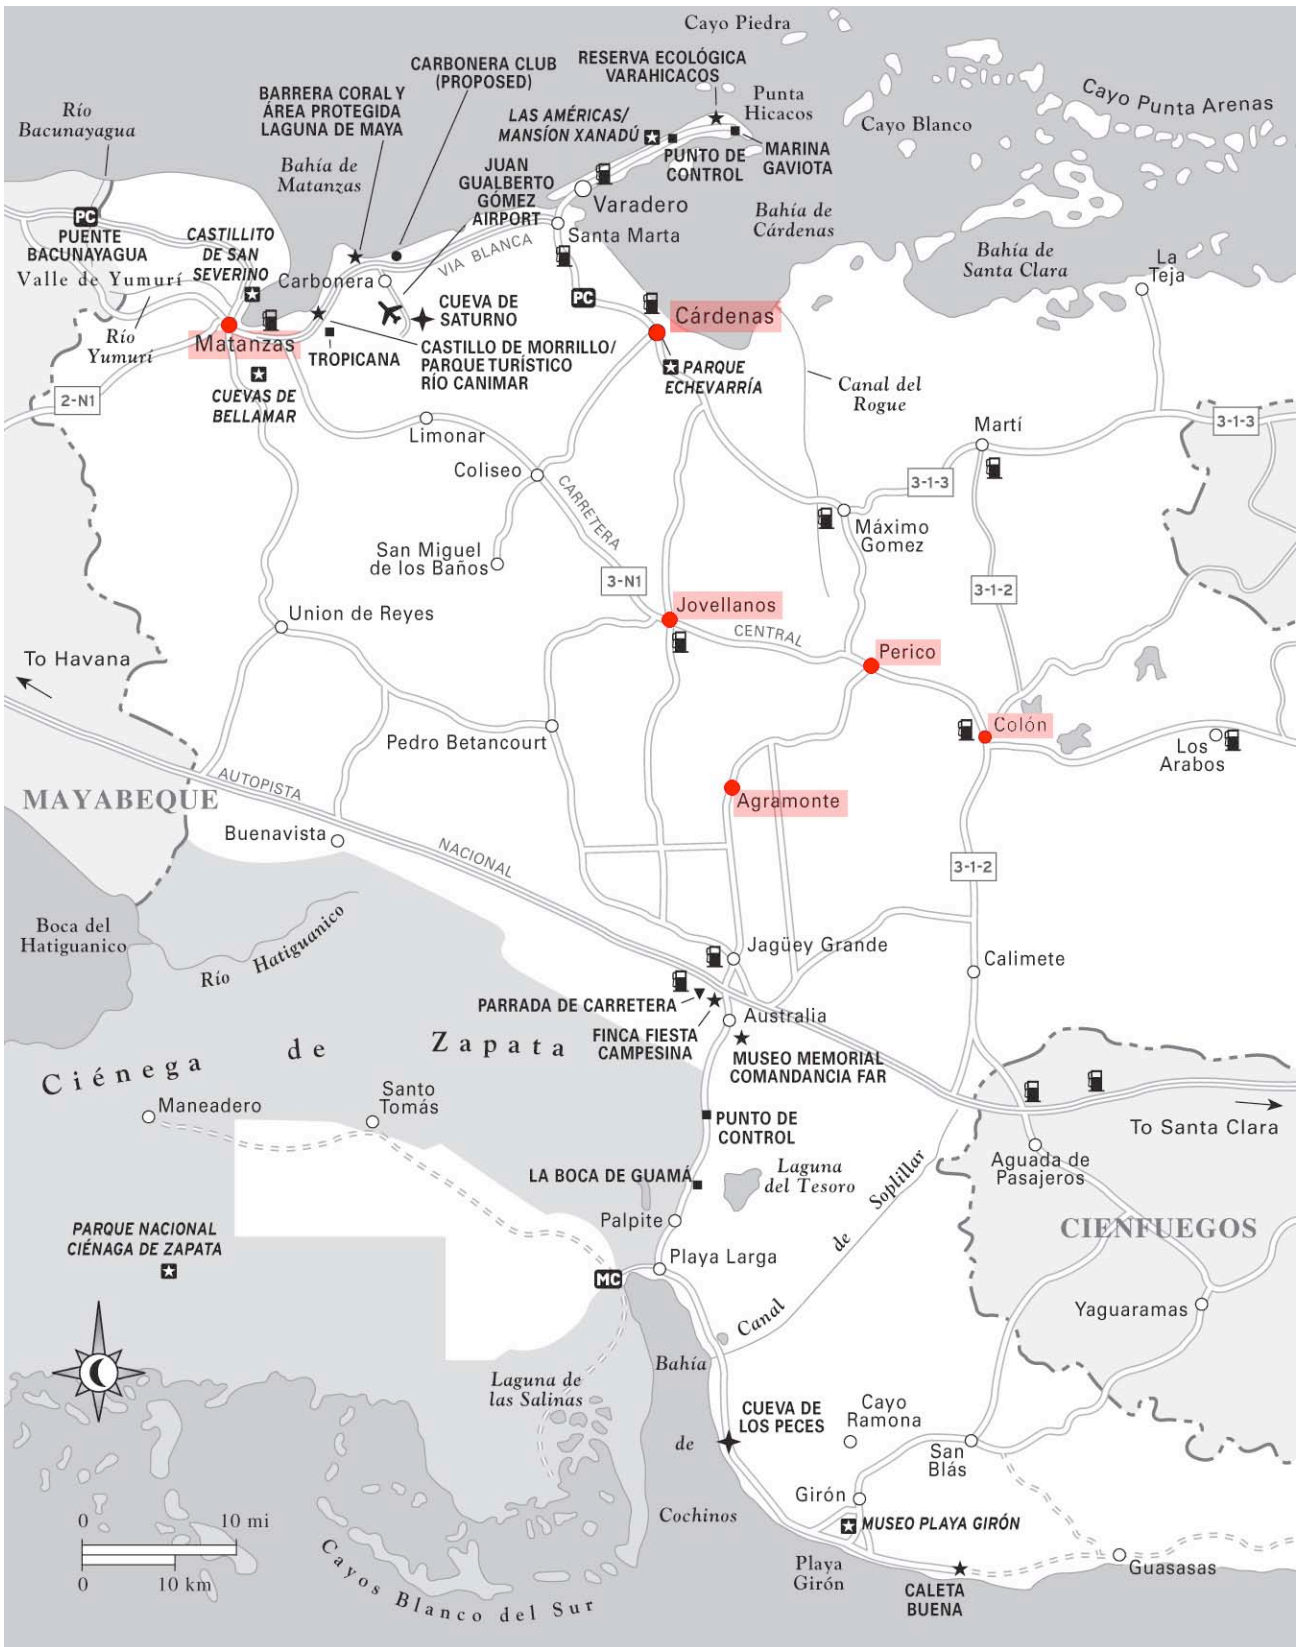 Cayo Piedra
CARBONERA CLUB
(PROPOSED)
RESERVA ECOLÓGICA
VARAHICACOS
BARRERA CORAL Y
ÁREA PROTEGIDA
LAGUNA DE MAYA
Río
Bacunayagua
LAS AMÉRICAS/
MANSÍON XANADÚ
Punta
Hicacos
Cayo Blanco
Cayo Punta Arenas
Bahía de
Matanzas
JUAN
GUALBERTO
GÓMEZ
AIRPORT
PUNTO DE
CONTROL
MARINA
GAVIOTA
PC
PUENTE
BACUNAYAGUA
CASTILLITO
DE SAN
SEVERINO
Varadero
Santa Marta
Bahía de
Cárdenas
VIA BLANCA
Bahía de
Santa Clara
La
Teja
Valle de Yumurí
Carbonera
PC
CUEVA DE
SATURNO
Cárdenas
Río
Yumurí
Matanzas
TROPICANA
CASTILLO DE MORRILLO/
PARQUE TURÍSTICO
RÍO CANIMAR
PARQUE
ECHEVARRÍA
Canal del
Rogue
2-N1
CUEVAS DE
BELLAMAR
Limonar
Martí
3-1-3
Coliseo
CARRETERA
3-1-3
Máximo
Gomez
San Miguel
de los Baños
3-N1
3-1-2
Jovellanos
Union de Reyes
CENTRAL
Perico
To Havana
Colón
Pedro Betancourt
Los
Arabos
AUTOPISTA
MAYABEQUE
Agramonte
Buenavista
NACIONAL
3-1-2
Boca del
Hatiguanico
Río Hatiguanico
Jagüey Grande
Calimete
PARRADA DE CARRETERA
Australia
FINCA FIESTA
CAMPESINA
MUSEO MEMORIAL
COMANDANCIA FAR
Ciénega de Zapata
Santo
Tomás
Maneadero
PUNTO DE
CONTROL
To Santa Clara
Aguada de
Pasajeros
LA BOCA DE GUAMÁ
Laguna
del Tesoro
Canal de Soplillar
Palpite
CIENFUEGOS
PARQUE NACIONAL
CIÉNAGA DE ZAPATA
Playa Larga
MC
Yaguaramas
Laguna de
las Salinas
Bahía
de
Cochinos
CUEVA DE
LOS PECES
Cayo
Ramona
San
Blás
Girón
MUSEO PLAYA GIRÓN
0 10 mi
0 10 km
Cayos Blanco del Sur
Playa
Girón
CALETA
BUENA
Guasasas